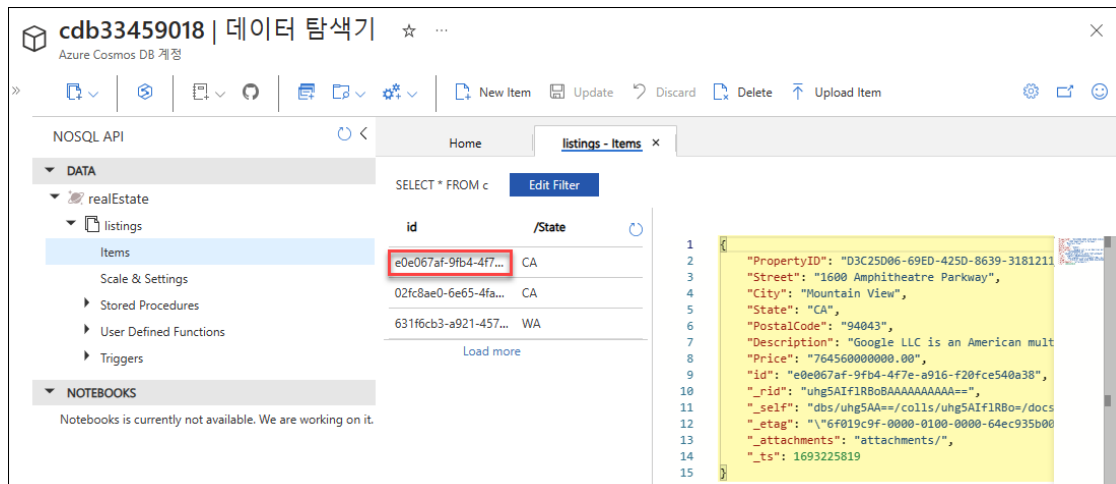 cdb33459018 | 데이터 탐색기
Azure Cosmos DB 계정
New Item Update Discard Delete Upload Item
NOSQL API
DATA
realEstate
listings
Items
Scale & Settings
Stored Procedures
User Defined Functions
Triggers
NOTEBOOKS
Notebooks is currently not available. We are working on it.
Home listings - Items
SELECT * FROM c Edit Filter
id /State
e0e067af-9fb4-4f7... CA
02fc8ae0-6e65-4fa... CA
631f6cb3-a921-457... WA
Load more
1 {
2 "PropertyID": "D3C25D06-69ED-425D-8639-3181211
3 "Street": "1600 Amphitheatre Parkway",
4 "City": "Mountain View",
5 "State": "CA",
6 "PostalCode": "94043",
7 "Description": "Google LLC is an American mult
8 "Price": "764560000000.00",
9 "id": "e0e067af-9fb4-4f7e-a916-f20fce540a38",
10 "_rid": "uhg5AIflRBoBAAAAAAAAAA==",
11 "_self": "dbs/uhg5AA==/colls/uhg5AIflRBo=/docs
12 "_etag": "\"6f019c9f-0000-0100-0000-64ec935b00
13 "_attachments": "attachments/",
14 "_ts": 1693225819
15 }